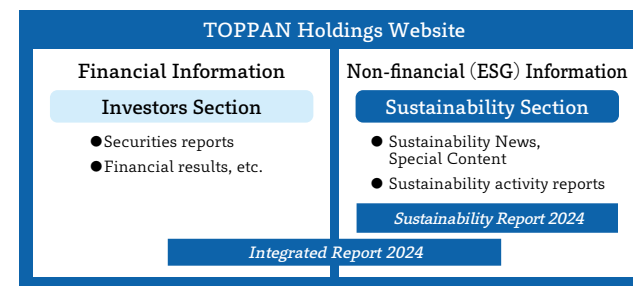 TOPPAN Holdings Website
Financial Information
Investors Section
●Securities reports
●Financial results, etc.
Non-financial (ESG) Information
Sustainability Section
● Sustainability News,
Special Content
● Sustainability activity reports
Sustainability Report 2024
Integrated Report 2024